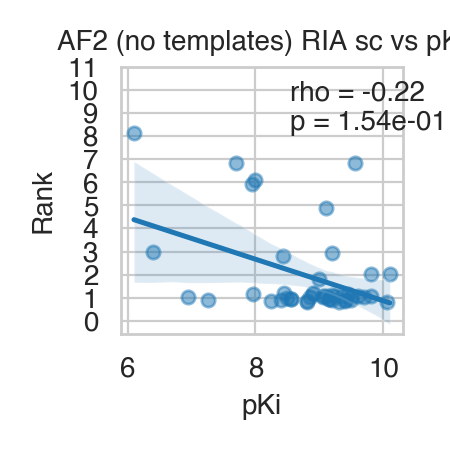 AF2 (no templates) RIA sc vs pK
rho = -0.22
p = 1.54e-01
11
10
9
8
7
6
5
4
3
2
1
0
Rank
6 8 10
pKi